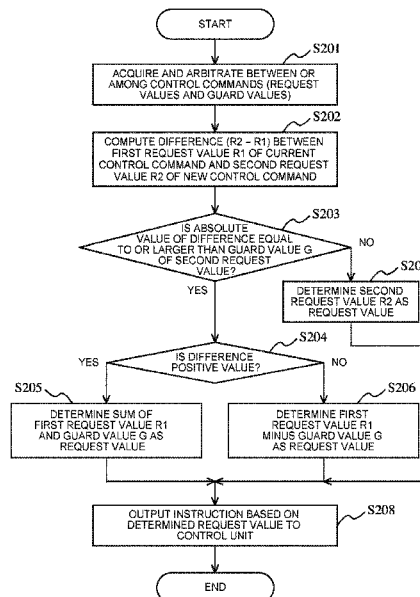 START
S201
ACQUIRE AND ARBITRATE BETWEEN OR
AMONG CONTROL COMMANDS (REQUEST
VALUES AND GUARD VALUES)
S202
COMPUTE DIFFERENCE (R2 – R1) BETWEEN
FIRST REQUEST VALUE R1 OF CURRENT
CONTROL COMMAND AND SECOND REQUEST
VALUE R2 OF NEW CONTROL COMMAND
S203
IS ABSOLUTE
VALUE OF DIFFERENCE EQUAL
TO OR LARGER THAN GUARD VALUE G
OF SECOND REQUEST
VALUE?
NO
YES
S20
DETERMINE SECOND
REQUEST VALUE R2 AS
REQUEST VALUE
S204
YES
IS DIFFERENCE
POSITIVE VALUE?
NO
S205
DETERMINE SUM OF
FIRST REQUEST VALUE R1
AND GUARD VALUE G AS
REQUEST VALUE
S206
DETERMINE FIRST
REQUEST VALUE R1
MINUS GUARD VALUE G
AS REQUEST VALUE
S208
OUTPUT INSTRUCTION BASED ON
DETERMINED REQUEST VALUE TO
CONTROL UNIT
END